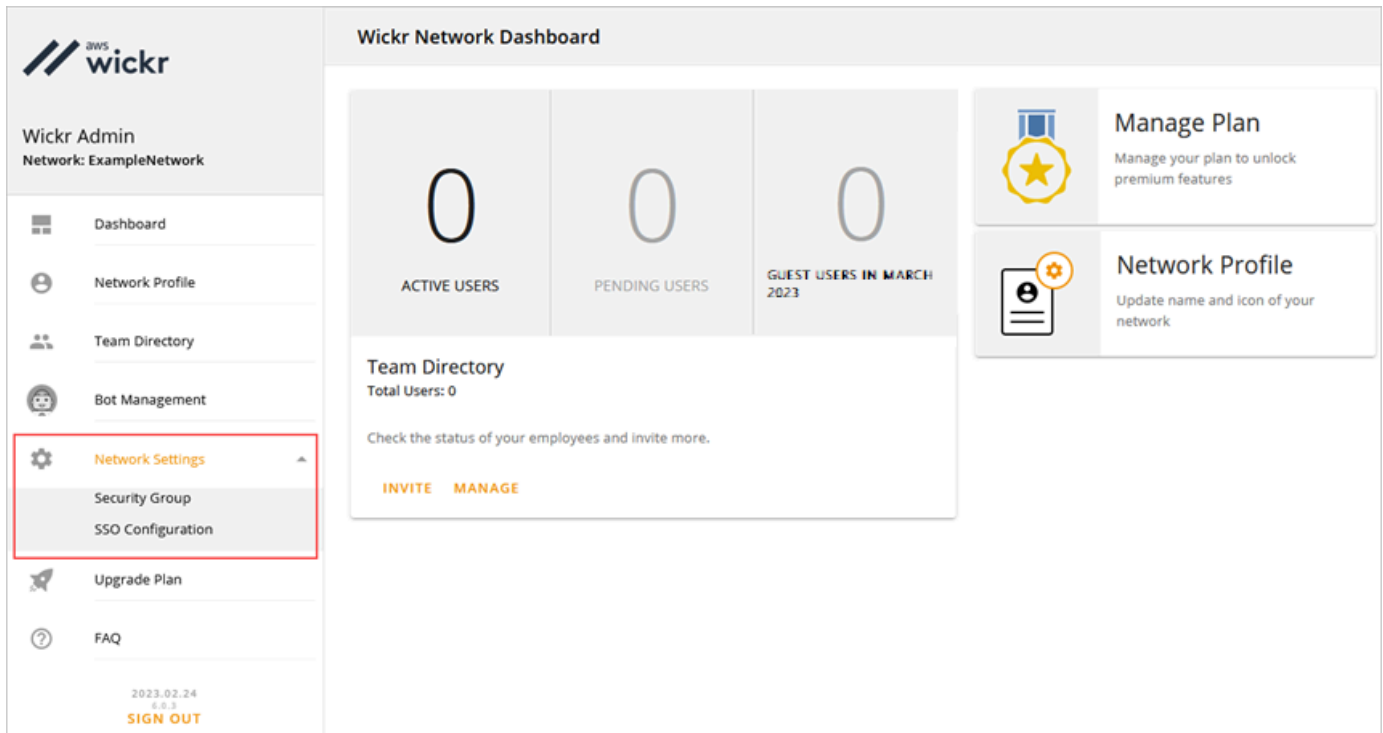 aws
wickr
Wickr Admin
Network: ExampleNetwork
Dashboard
Network Profile
Team Directory
Bot Management
Network Settings
Security Group
SSO Configuration
Upgrade Plan
FAQ
2023.02.24
6.0.3
SIGN OUT
Wickr Network Dashboard
0
ACTIVE USERS
0
PENDING USERS
0
GUEST USERS IN MARCH
2023
Team Directory
Total Users: 0
Check the status of your employees and invite more.
INVITE MANAGE
Manage Plan
Manage your plan to unlock
premium features
Network Profile
Update name and icon of your
network